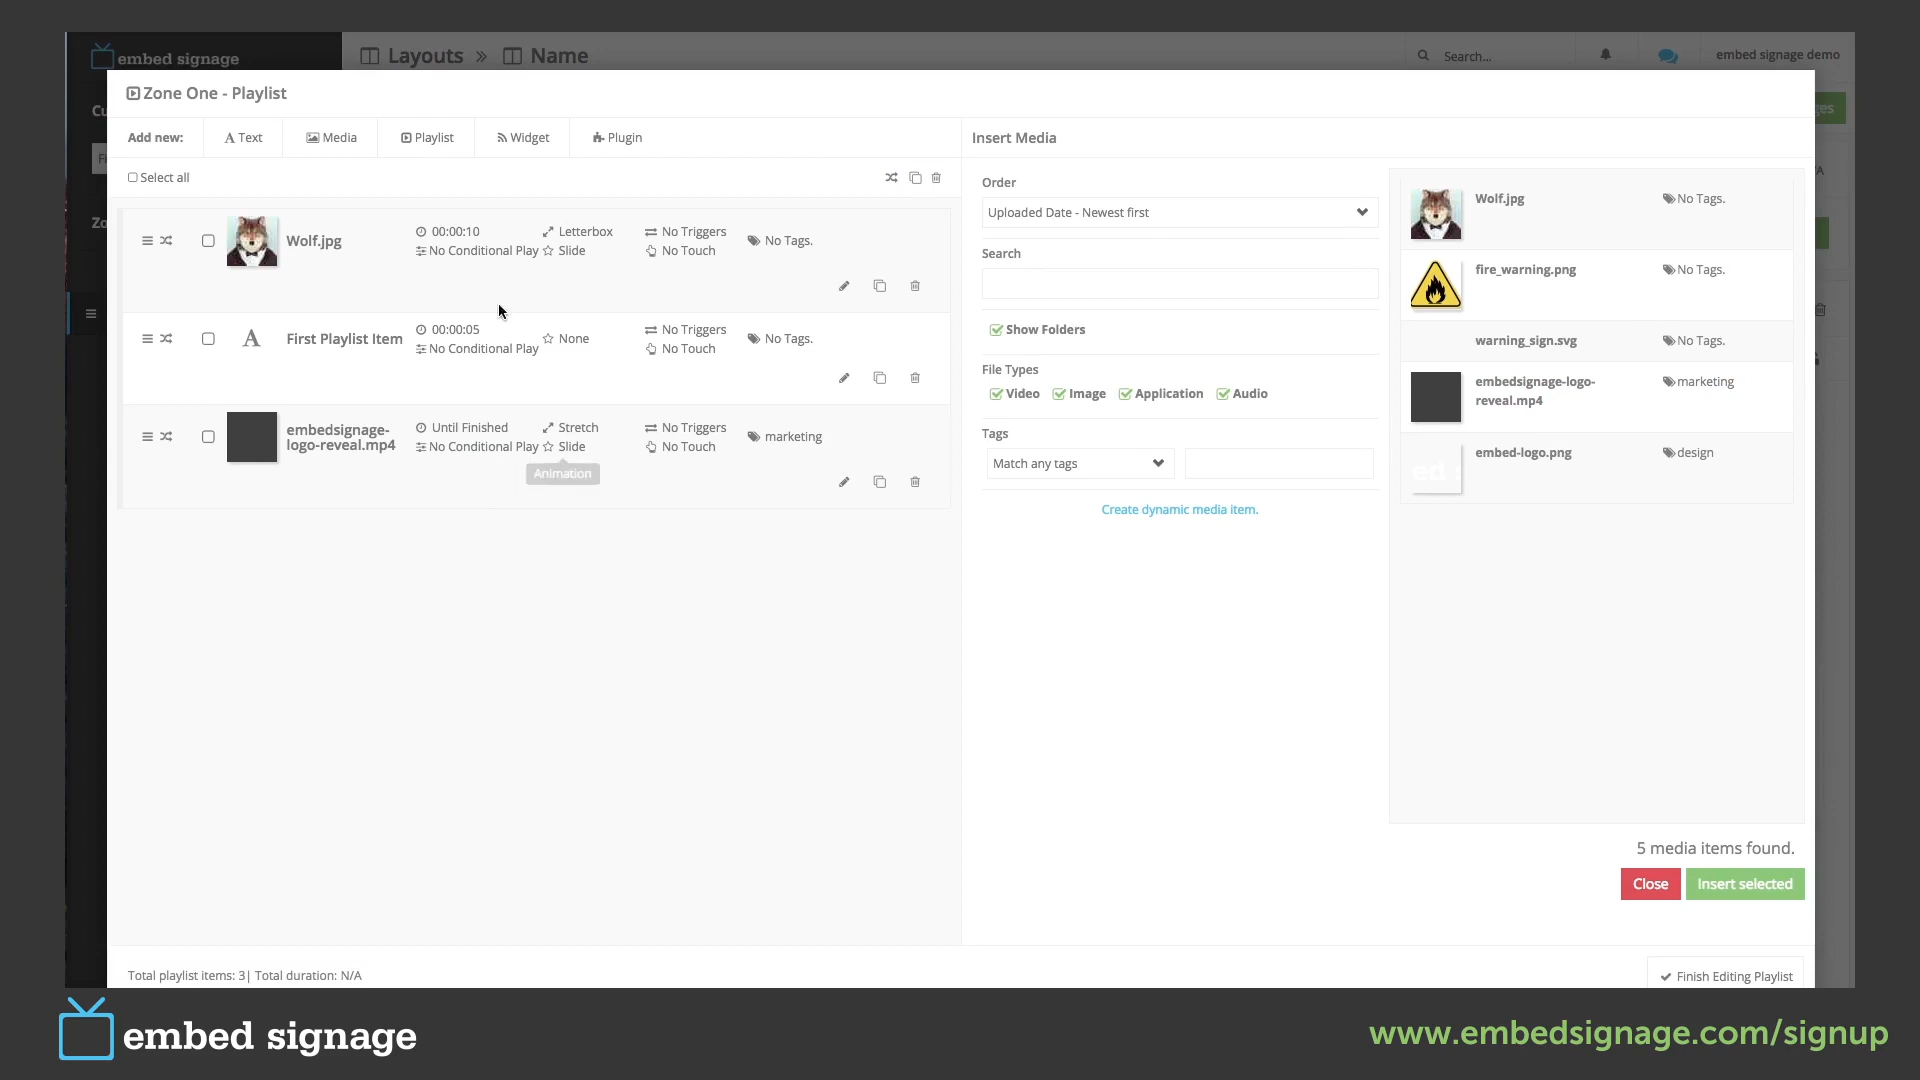 embed signage
Layouts » Name
Search...
embed signage demo
Zone One - Playlist
Add new: Text Media Playlist Widget Plugin
Insert Media
Select all
Wolf.jpg
00:00:10 Letterbox No Triggers
No Conditional Play Slide No Touch
No Tags.
First Playlist Item
00:00:05 None No Triggers
No Conditional Play No Touch
No Tags.
embedsignage-
logo-reveal.mp4
Until Finished Stretch No Triggers
No Conditional Play Slide No Touch
marketing
Animation
Order
Uploaded Date - Newest first
Search
Show Folders
File Types
Video Image Application Audio
Tags
Match any tags
Create dynamic media item.
Wolf.jpg No Tags.
fire_warning.png No Tags.
warning_sign.svg No Tags.
embedsignage-logo- marketing
reveal.mp4
embed-logo.png design
5 media items found.
Close Insert selected
Total playlist items: 3| Total duration: N/A
Finish Editing Playlist
embed signage
www.embedsignage.com/signup